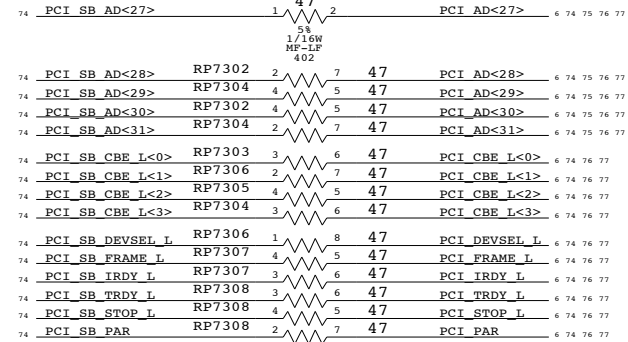 47
74 PCI_SB_AD<27> 1 2 PCI_AD<27> 6 74 75 76 77
5%
1/16W
MF-LF
402
74 PCI_SB_AD<28> RP7302 2 7 47 PCI_AD<28> 6 74 75 76 77
74 PCI_SB_AD<29> RP7304 4 5 47 PCI_AD<29> 6 74 75 76 77
74 PCI_SB_AD<30> RP7302 4 5 47 PCI_AD<30> 6 74 75 76 77
74 PCI_SB_AD<31> RP7304 2 7 47 PCI_AD<31> 6 74 75 76 77
74 PCI_SB_CBE_L<0> RP7303 3 6 47 PCI_CBE_L<0> 6 74 76 77
74 PCI_SB_CBE_L<1> RP7306 2 7 47 PCI_CBE_L<1> 6 74 76 77
74 PCI_SB_CBE_L<2> RP7305 4 5 47 PCI_CBE_L<2> 6 74 76 77
74 PCI_SB_CBE_L<3> RP7304 3 6 47 PCI_CBE_L<3> 6 74 76 77
74 PCI_SB_DEVSEL_L RP7306 1 8 47 PCI_DEVSEL_L 6 74 76 77
74 PCI_SB_FRAME_L RP7307 4 5 47 PCI_FRAME_L 6 74 76 77
74 PCI_SB_IRDY_L RP7307 3 6 47 PCI_IRDY_L 6 74 76 77
74 PCI_SB_TRDY_L RP7308 3 6 47 PCI_TRDY_L 6 74 76 77
74 PCI_SB_STOP_L RP7308 4 5 47 PCI_STOP_L 6 74 76 77
74 PCI_SB_PAR RP7308 2 7 47 PCI_PAR 6 74 76 77